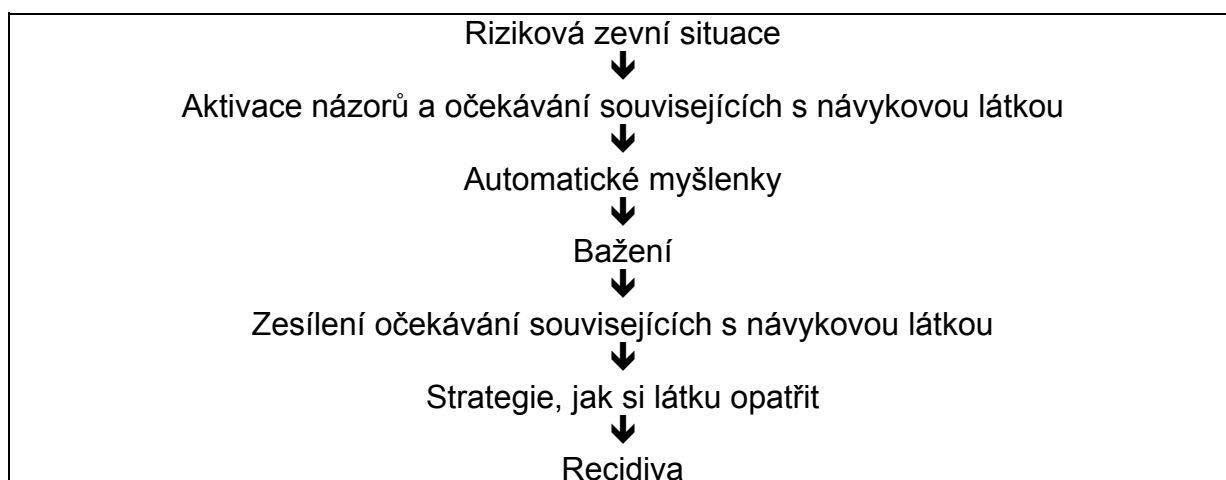 Riziková zevní situace
🡻
Aktivace názorů a očekávání souvisejících s návykovou látkou
🡻
Automatické myšlenky
🡻
Bažení
🡻
Zesílení očekávání souvisejících s návykovou látkou
🡻
Strategie, jak si látku opatřit
🡻
Recidiva